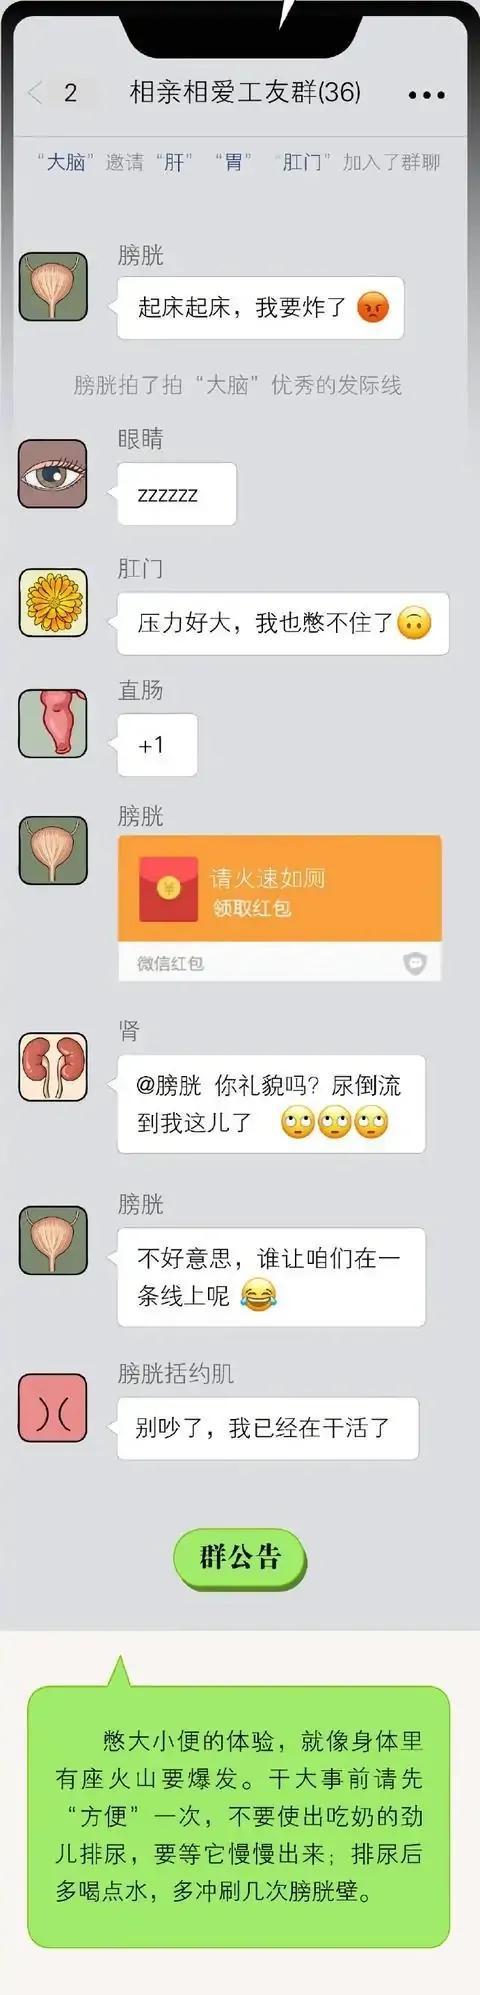 2
相亲相爱工友群(36)
“大脑”邀请“肝”“胃”“肛门”加入了群聊
膀胱
起床起床，我要炸了
膀胱拍了拍“大脑”优秀的发际线
眼睛
zzzzzz
肛门
压力好大，我也憋不住了
直肠
+1
膀胱
请火速如厕
领取红包
微信红包
肾
@膀胱 你礼貌吗？尿倒流
到我这儿了
膀胱
不好意思，谁让咱们在一
条线上呢
膀胱括约肌
别吵了，我已经在干活了
群公告
憋大小便的体验，就像身体里
有座火山要爆发。干大事前请先
“方便”一次，不要使出吃奶的劲
儿排尿，要等它慢慢出来；排尿后
多喝点水，多冲刷几次膀胱壁。